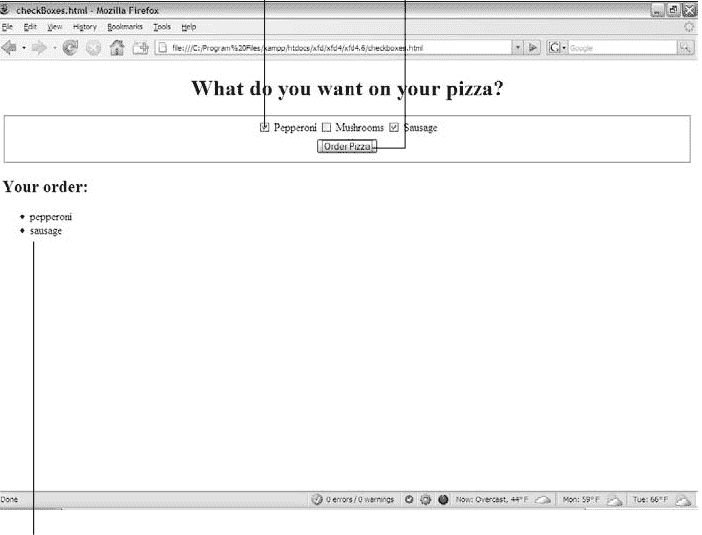 checkBoxes.html - Mozilla Firefox
File Edit View History Bookmarks Tools Help
file:///C:/Program%20Files/xampp/htdocs/xfd/xfd4/xfd4.6/checkboxes.html
Google
What do you want on your pizza?
Pepperoni Mushrooms Sausage
Order Pizza
Your order:
pepperoni
sausage
Done 0 errors / 0 warnings Now: Overcast, 44°F Mon: 59°F Tue: 66°F